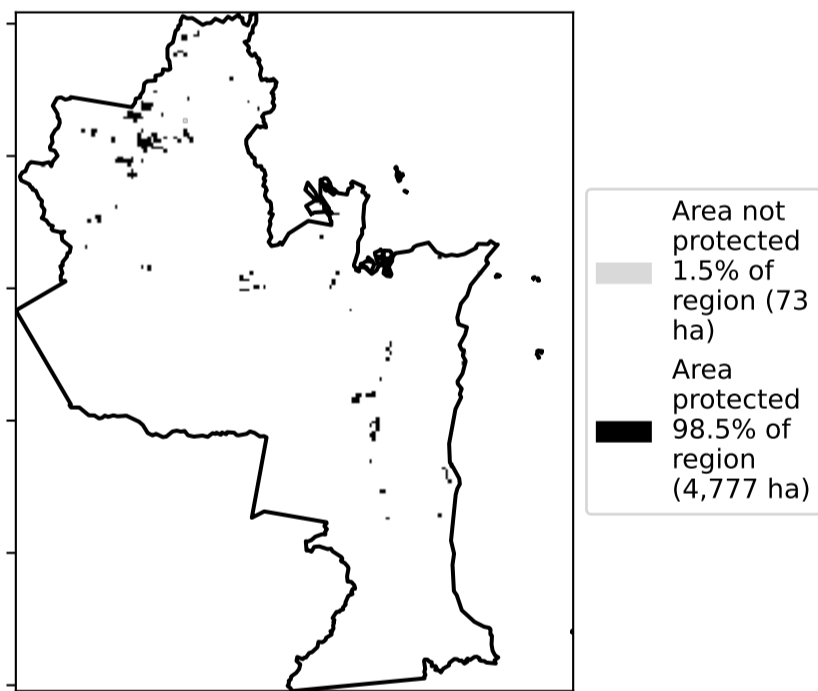 Area not
protected
1.5% of
region (73
ha)
Area
protected
98.5% of
region
(4,777 ha)